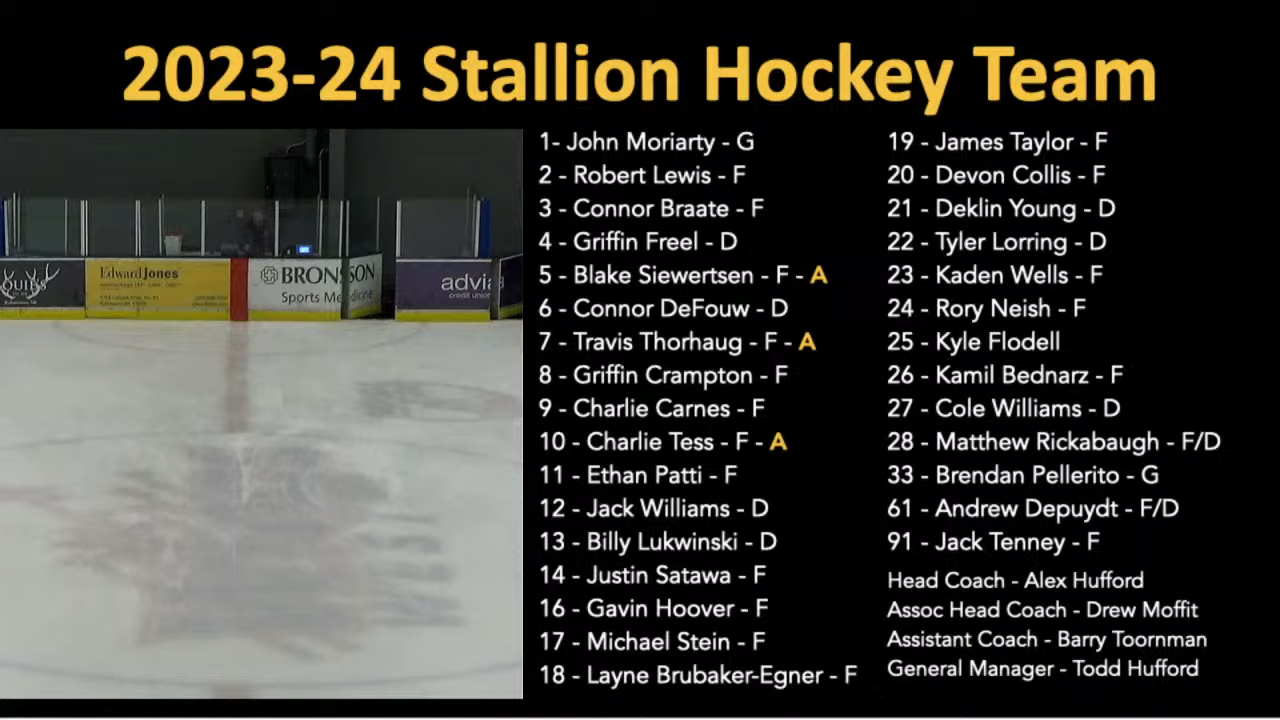 2023-24 Stallion Hockey Team
Edward Jones
BRONSON
Sports Medicine
credit union
1- John Moriarty - G
2 - Robert Lewis - F
3 - Connor Braate - F
4 - Griffin Freel - D
5 - Blake Siewertsen - F - A
6 - Connor DeFouw - D
7 - Travis Thorhaug - F - A
8 - Griffin Crampton - F
9 - Charlie Carnes - F
10 - Charlie Tess - F - A
11 - Ethan Patti - F
12 - Jack Williams - D
13 - Billy Lukwinski - D
14 - Justin Satawa - F
16 - Gavin Hoover - F
17 - Michael Stein - F
18 - Layne Brubaker-Egner - F
19 - James Taylor - F
20 - Devon Collis - F
21 - Deklin Young - D
22 - Tyler Lorring - D
23 - Kaden Wells - F
24 - Rory Neish - F
25 - Kyle Flodell
26 - Kamil Bednarz - F
27 - Cole Williams - D
28 - Matthew Rickabaugh - F/D
33 - Brendan Pellerito - G
61 - Andrew Depuydt - F/D
91 - Jack Tenney - F
Head Coach - Alex Hufford
Assoc Head Coach - Drew Moffit
Assistant Coach - Barry Toornman
General Manager - Todd Hufford